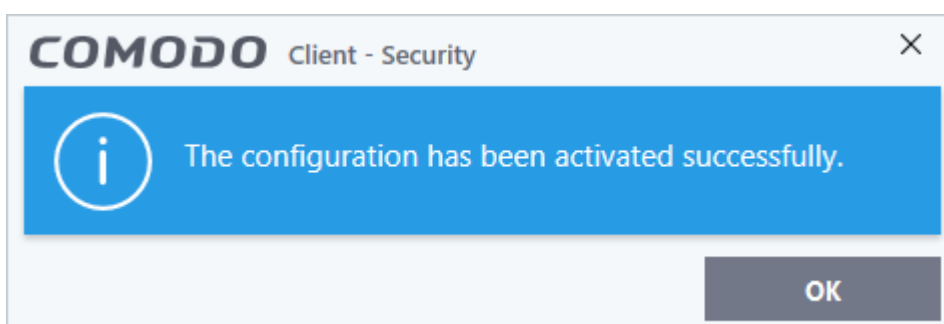 COMODO Client - Security
The configuration has been activated successfully.
OK